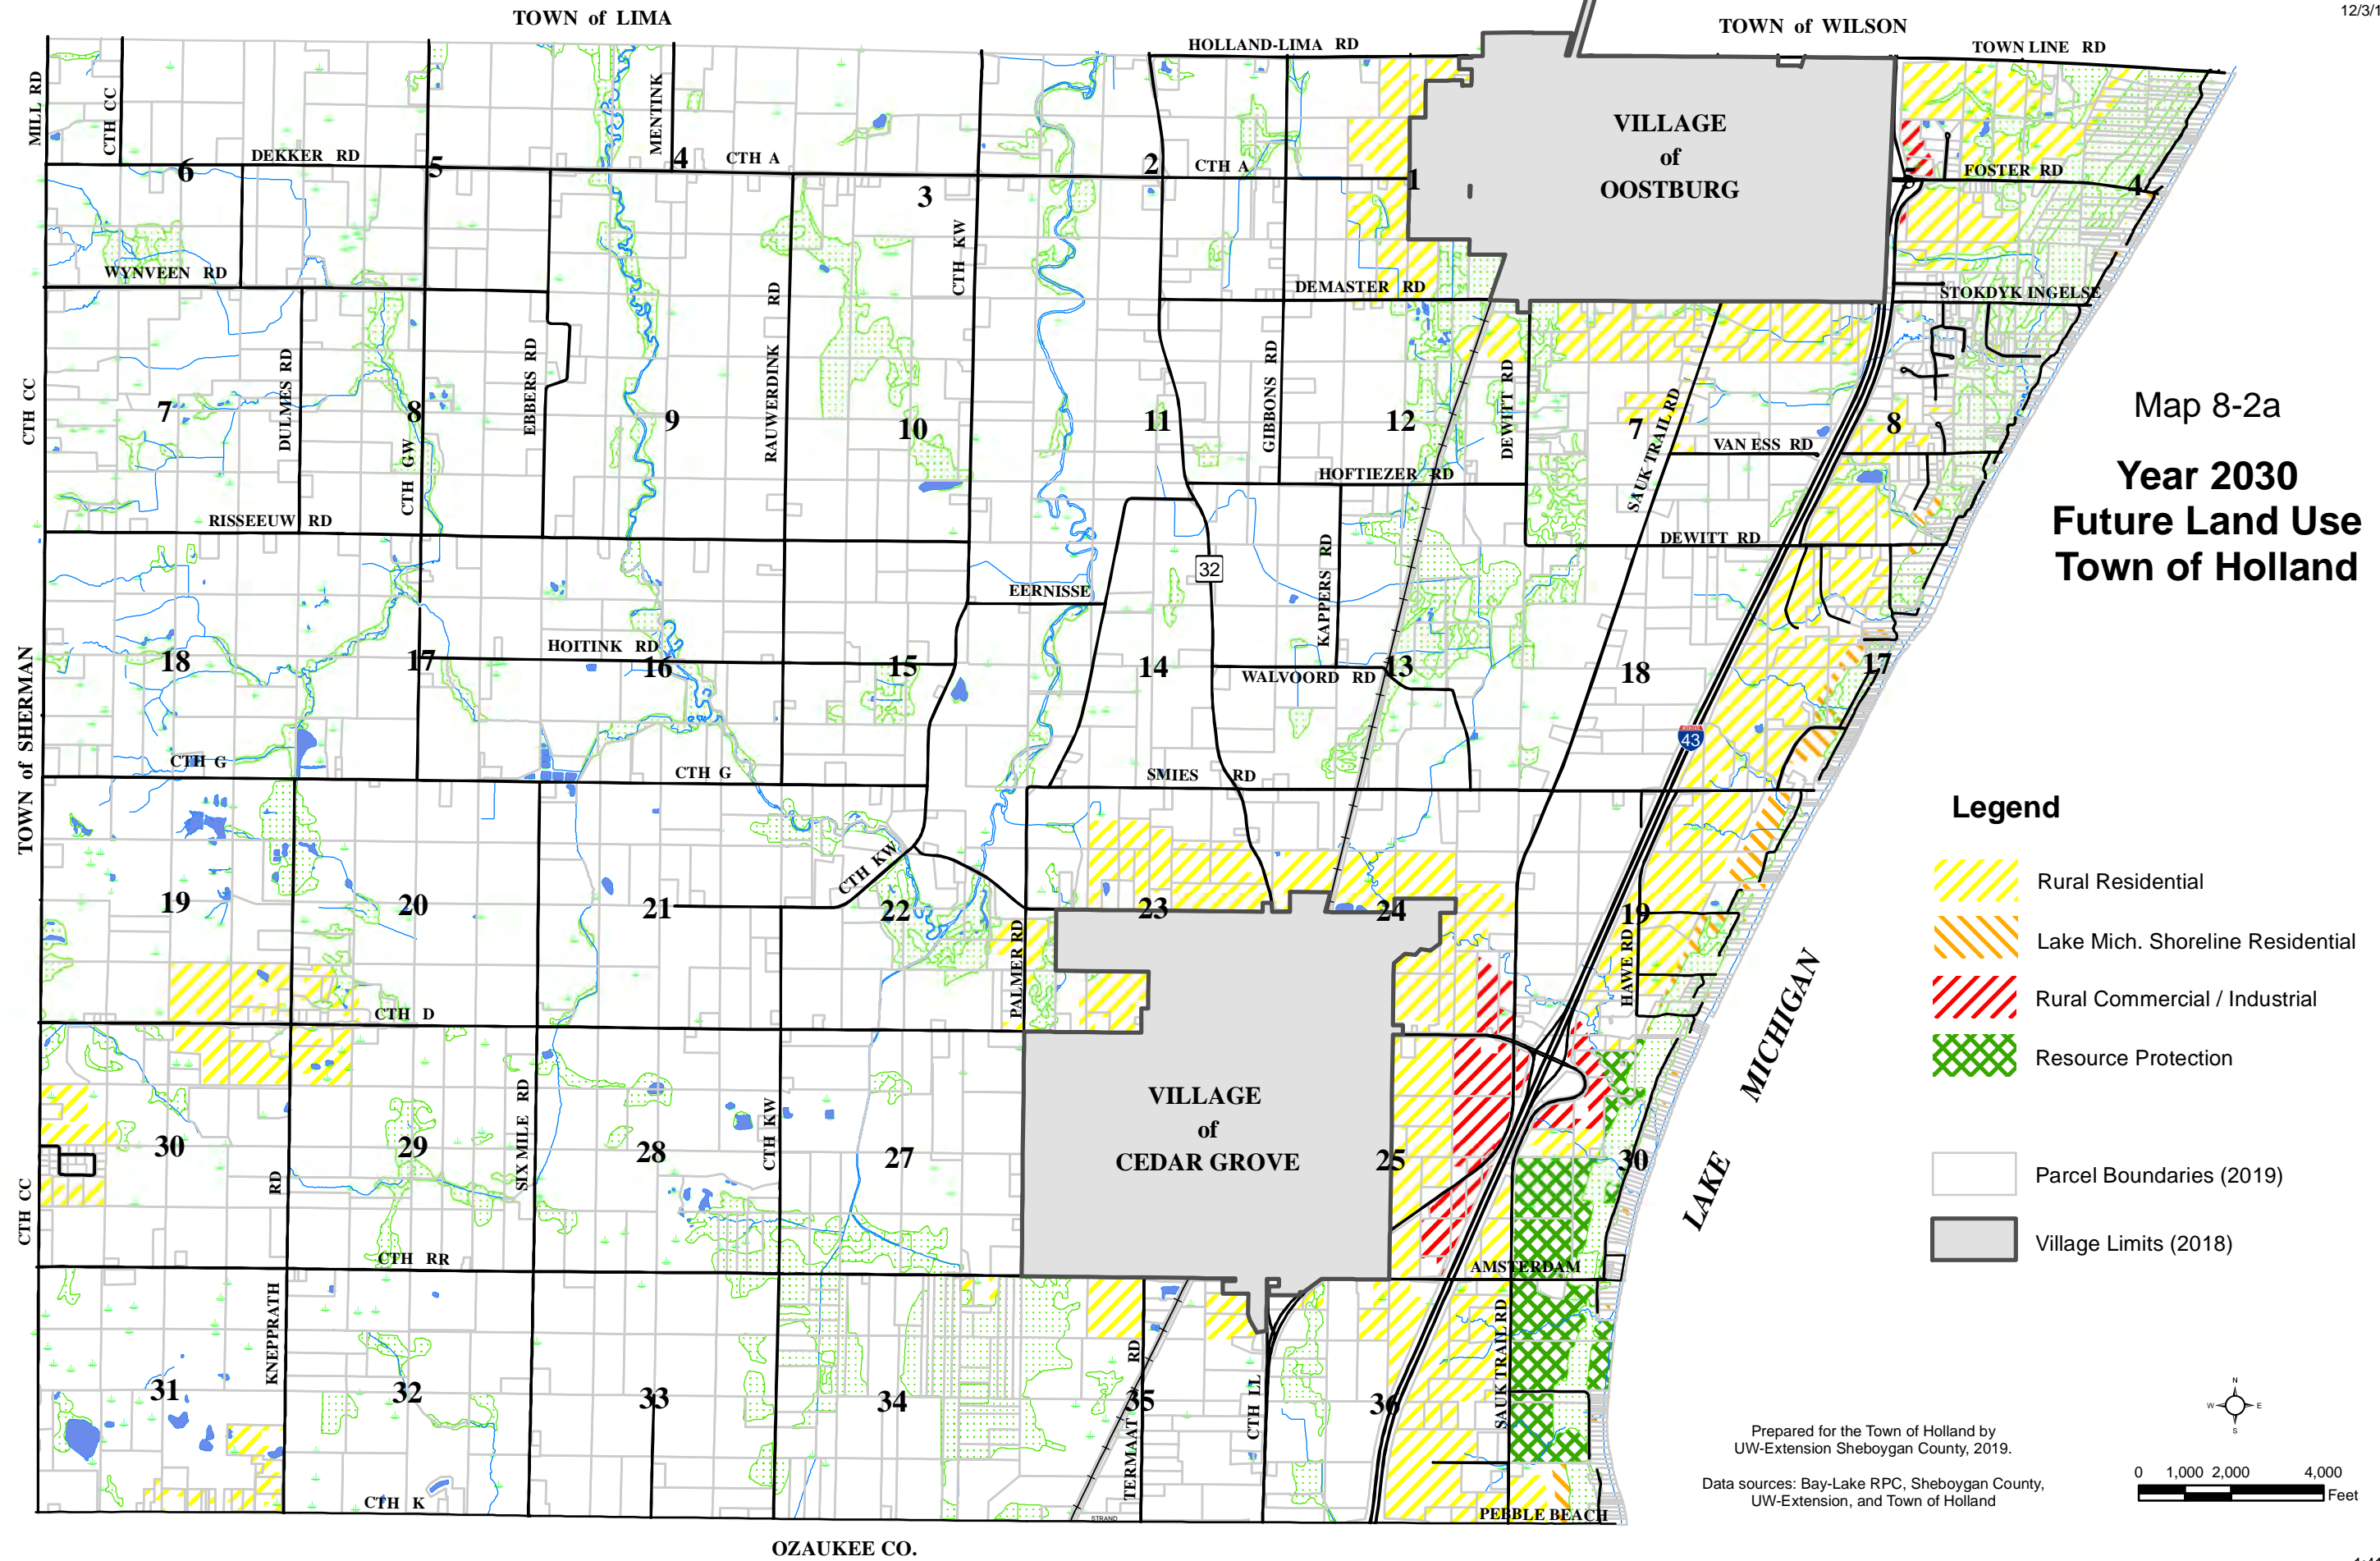 TOWN of LIMA
TOWN of WILSON
12/3/1
HOLLAND-LIMA RD
TOWN LINE RD
MILL RD
CTH CC
MENTINK
VILLAGE
of
OOSTBURG
DEKKER RD
6
5
4
CTH A
3
2
CTH A
1
5
FOSTER RD
4
WYNVEEN RD
CTH KW
RD
DEMASTER RD
STOKDYK INGELSE
CTH CC
7
DULMES RD
8
CTH GW
EBBERS RD
9
RAUWERDINK
10
11
GIBBONS RD
12
DEWITT RD
7
SAUK TRAIL RD
VAN ESS RD
8
HOFTIEZER RD
RISSEEUW RD
DEWITT RD
Map 8-2a
Year 2030
Future Land Use
Town of Holland
32
KAPPERS RD
EERNISSE
HOITINK RD
18
17
16
15
14
WALVOORD RD
13
18
17
43
TOWN of SHERMAN
CTH G
CTH G
SMIES RD
CTH KW
19
20
21
22
23
24
19
HAWE RD
PALMER RD
CTH D
Legend
Rural Residential
Lake Mich. Shoreline Residential
Rural Commercial / Industrial
Resource Protection
Parcel Boundaries (2019)
Village Limits (2018)
LAKE MICHIGAN
VILLAGE
of
CEDAR GROVE
CTH CC
30
RD
29
SIX MILE RD
28
CTH KW
27
25
30
CTH RR
AMSTERDAM
KNEPPRATH
31
32
33
34
RD
35
TERMAAT
CTH LL
36
SAUK TRAIL RD
CTH K
STRAND
PEBBLE BEACH
OZAUKEE CO.
Prepared for the Town of Holland by
UW-Extension Sheboygan County, 2019.
Data sources: Bay-Lake RPC, Sheboygan County,
UW-Extension, and Town of Holland
N
W E
S
0 1,000 2,000 4,000
Feet